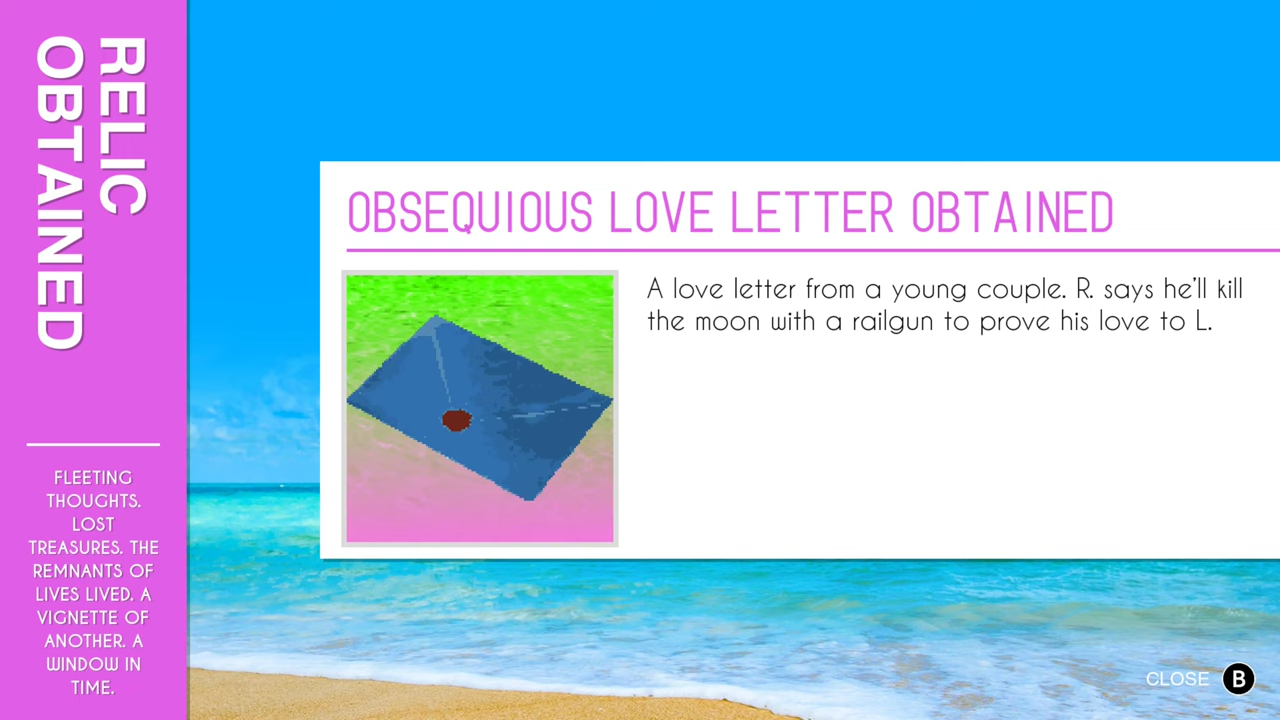 RELIC
OBTAINED
FLEETING
THOUGHTS.
LOST
TREASURES. THE
REMNANTS OF
LIVES LIVED. A
VIGNETTE OF
ANOTHER. A
WINDOW IN
TIME.
OBSEQUIOUS LOVE LETTER OBTAINED
A love letter from a young couple. R. says he'll kill
the moon with a railgun to prove his love to L.
CLOSE B